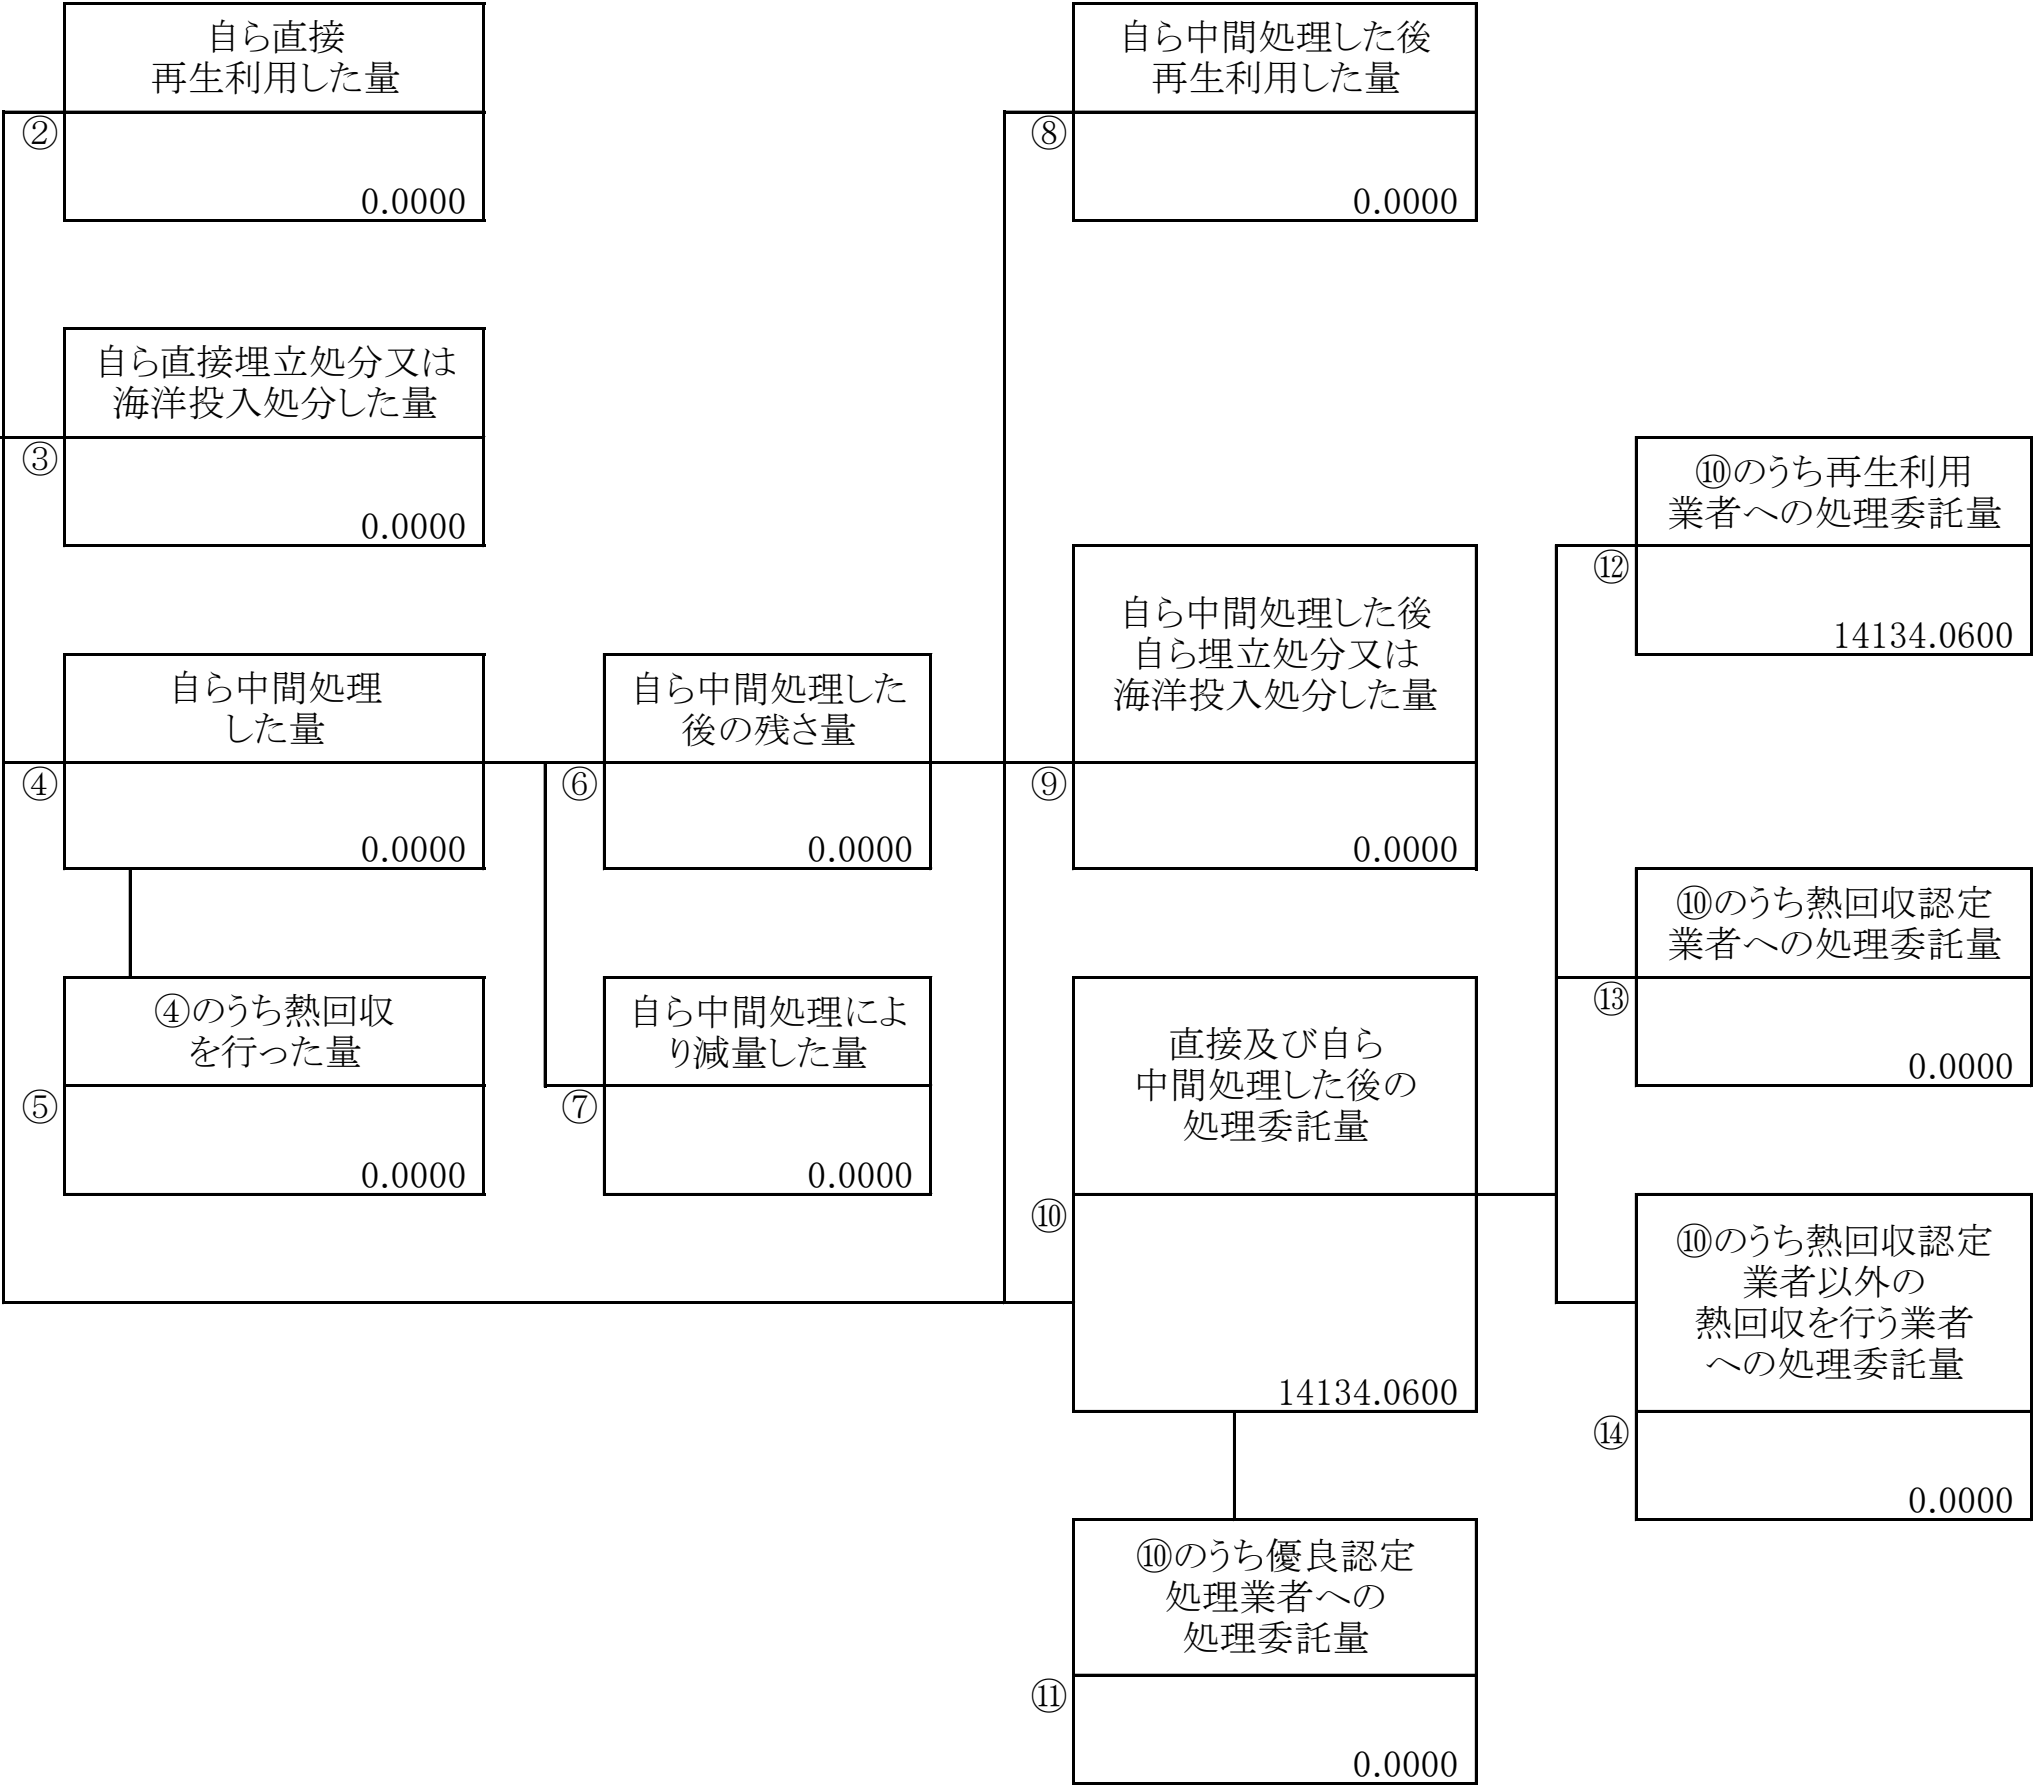 自ら直接
再生利用した量
②
0.0000
自ら直接埋立処分又は
海洋投入処分した量
③
0.0000
自ら中間処理
した量
④
0.0000
④のうち熱回収
を行った量
⑤
0.0000
自ら中間処理した
後の残さ量
⑥
0.0000
自ら中間処理によ
り減量した量
⑦
0.0000
自ら中間処理した後
再生利用した量
⑧
0.0000
自ら中間処理した後
自ら埋立処分又は
海洋投入処分した量
⑨
0.0000
直接及び自ら
中間処理した後の
処理委託量
⑩
14134.0600
⑩のうち優良認定
処理業者への
処理委託量
⑪
0.0000
⑩のうち再生利用
業者への処理委託量
⑫
14134.0600
⑩のうち熱回収認定
業者への処理委託量
⑬
0.0000
⑩のうち熱回収認定
業者以外の
熱回収を行う業者
への処理委託量
⑭
0.0000